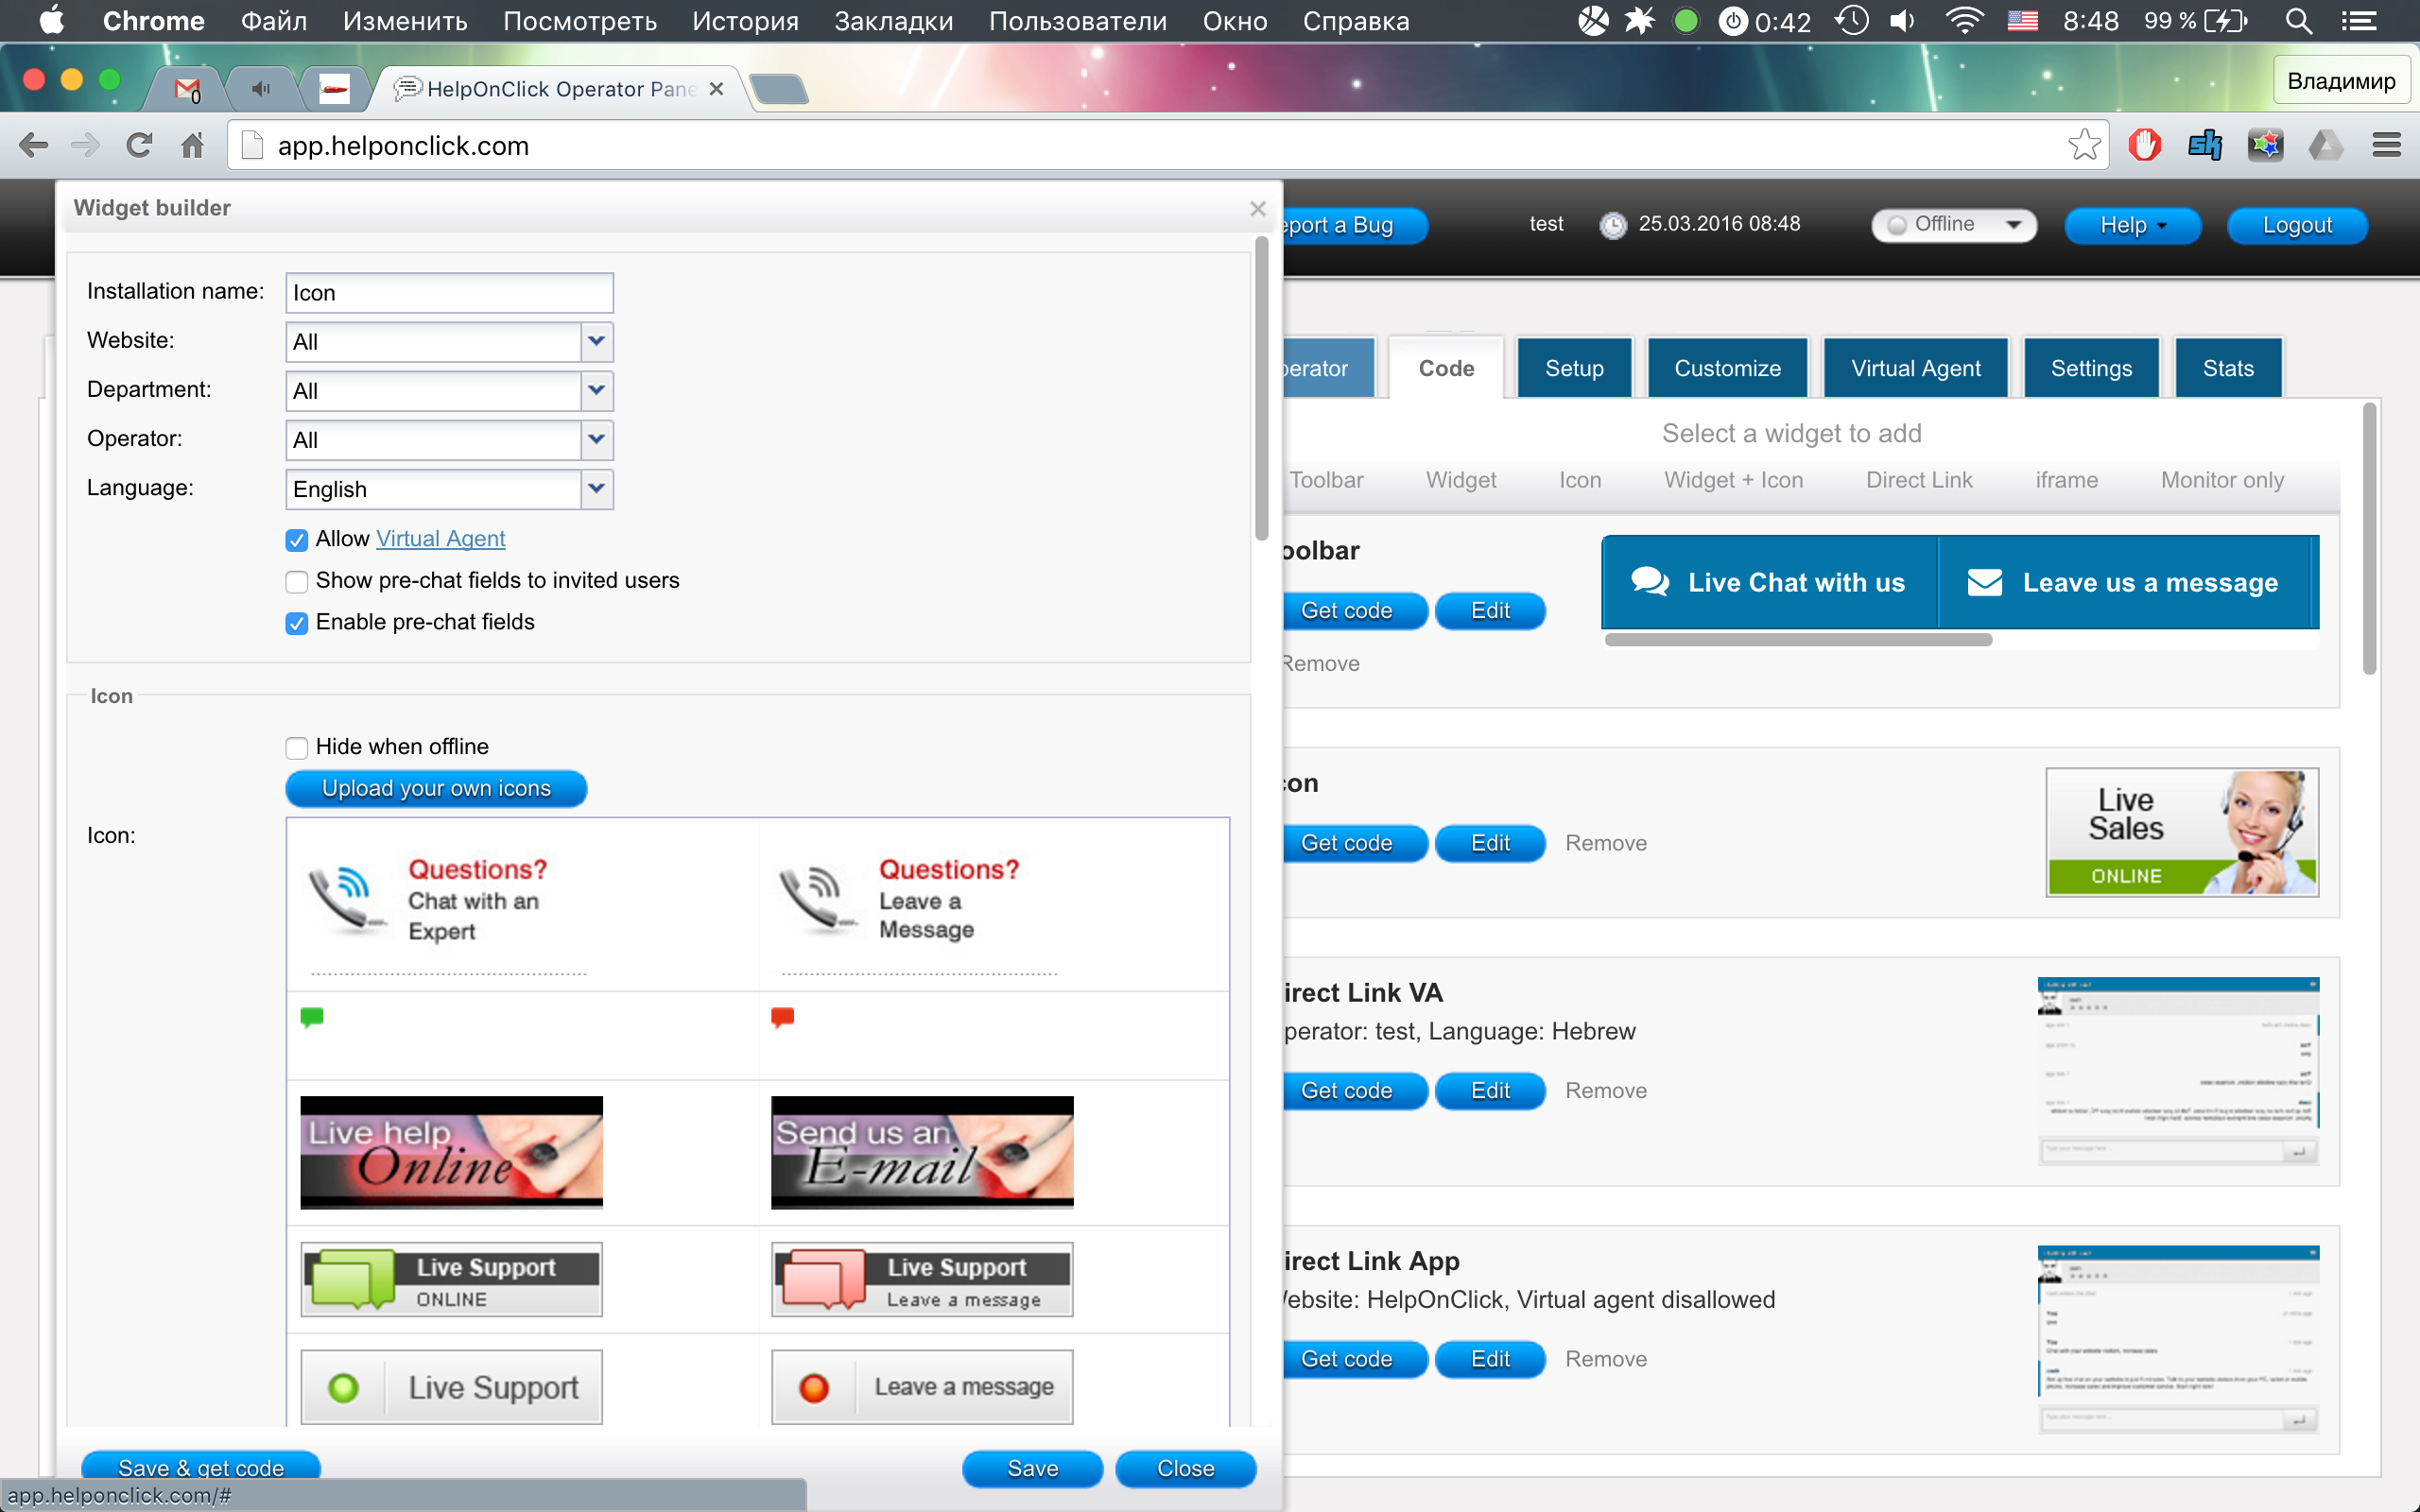 Chrome Файл Изменить Посмотреть История Закладки Пользователи Окно Справка 0:42 8:48 99 %
0 HelpOnClick Operator Pane Владимир
app.helponclick.com
Widget builder
Installation name: Icon
Website: All
Department: All
Operator: All
Language: English
Allow Virtual Agent
Show pre-chat fields to invited users
Enable pre-chat fields
Icon
Hide when offline
Upload your own icons
Icon:
Questions?
Chat with an
Expert
Questions?
Leave a
Message
Live help
Online
Send us an
E-mail
Live Support
ONLINE
Live Support
Leave a message
Live Support
Leave a message
Save & get code Save Close
app.helponclick.com/#
port a Bug test 25.03.2016 08:48 Offline Help Logout
erator Code Setup Customize Virtual Agent Settings Stats
Select a widget to add
Toolbar Widget Icon Widget + Icon Direct Link iframe Monitor only
oolbar
Get code Edit
Remove
Live Chat with us Leave us a message
on
Get code Edit Remove
Live
Sales
ONLINE
irect Link VA
perator: test, Language: Hebrew
Get code Edit Remove
irect Link App
ebsite: HelpOnClick, Virtual agent disallowed
Get code Edit Remove